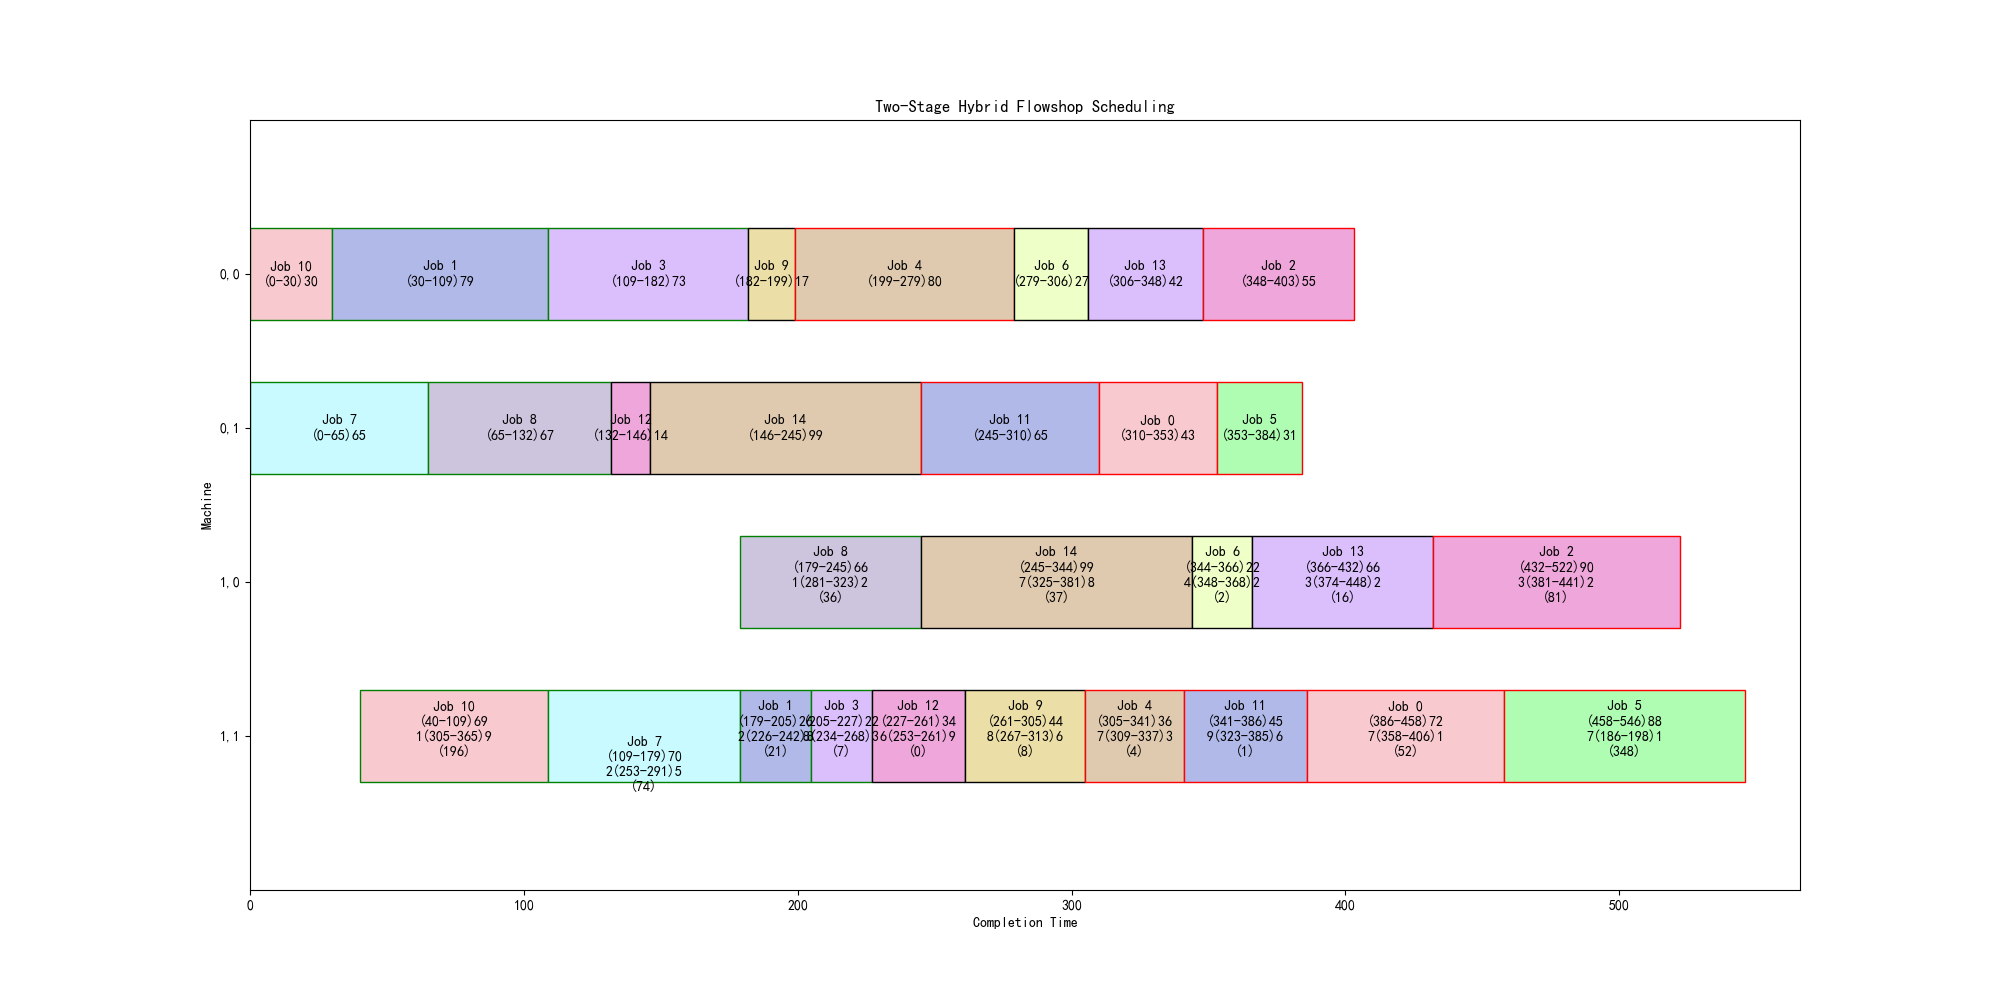 Two-Stage Hybrid Flowshop Scheduling
Machine
0,0
Job 10
(0-30)30
Job 1
(30-109)79
Job 3
(109-182)73
Job 9
(182-199)17
Job 4
(199-279)80
Job 6
(279-306)27
Job 13
(306-348)42
Job 2
(348-403)55
0,1
Job 7
(0-65)65
Job 8
(65-132)67
Job 12
(132-146)14
Job 14
(146-245)99
Job 11
(245-310)65
Job 0
(310-353)43
Job 5
(353-384)31
1,0
Job 8
(179-245)66
1(281-323)2
(36)
Job 14
(245-344)99
7(325-381)8
(37)
Job 6
(344-366)22
4(348-368)2
(2)
Job 13
(366-432)66
3(374-448)2
(16)
Job 2
(432-522)90
3(381-441)2
(81)
1,1
Job 10
(40-109)69
1(305-365)9
(196)
Job 7
(109-179)70
2(253-291)5
(74)
Job 1
(179-205)26
2(226-242)
(21)
Job 3
(205-227)22
(234-268)3
(7)
Job 12
(227-261)34
6(253-261)9
(0)
Job 9
(261-305)44
8(267-313)6
(8)
Job 4
(305-341)36
7(309-337)3
(4)
Job 11
(341-386)45
9(323-385)6
(1)
Job 0
(386-458)72
7(358-406)1
(52)
Job 5
(458-546)88
7(186-198)1
(348)
0
100
200
300
400
500
Completion Time